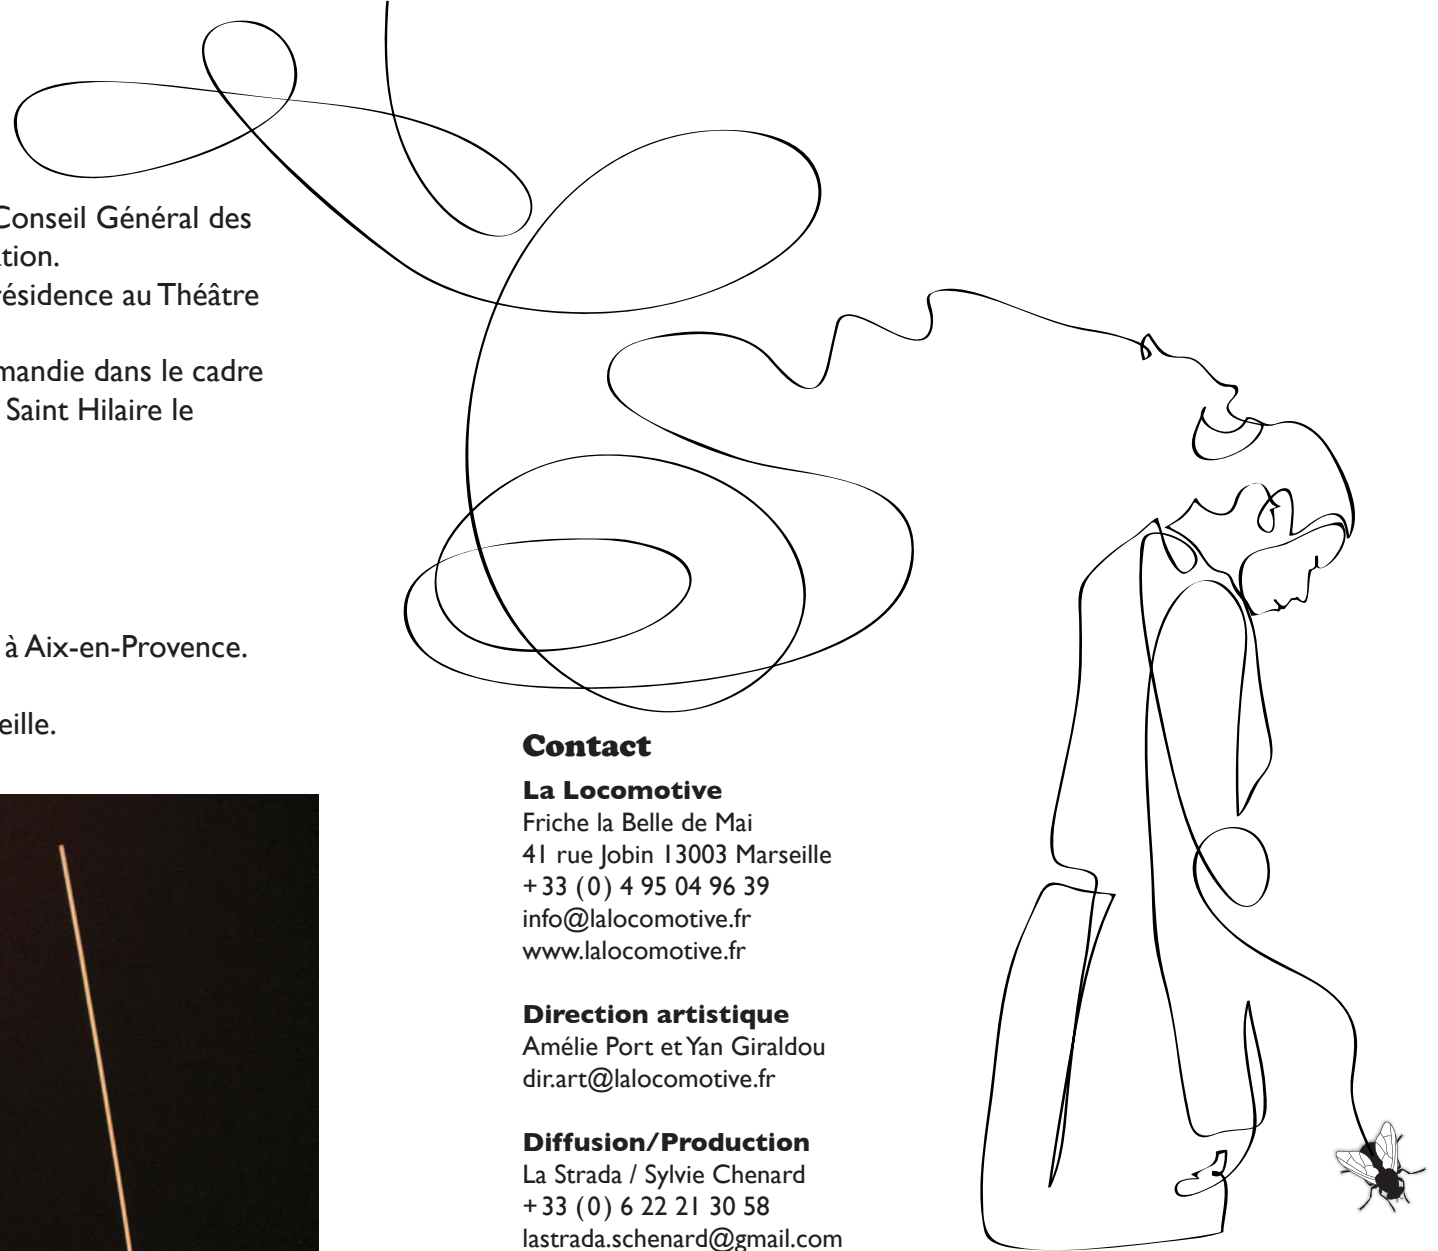 Conseil Général des
tion.
résidence au Théâtre
mandie dans le cadre
Saint Hilaire le
à Aix-en-Provence.
eille.
Contact
La Locomotive
Friche la Belle de Mai
41 rue Jobin 13003 Marseille
+ 33 (0) 4 95 04 96 39
info@lalocomotive.fr
www.lalocomotive.fr
Direction artistique
Amélie Port et Yan Giraldou
dir.art@lalocomotive.fr
Diffusion/Production
La Strada / Sylvie Chenard
+ 33 (0) 6 22 21 30 58
lastrada.schenard@gmail.com